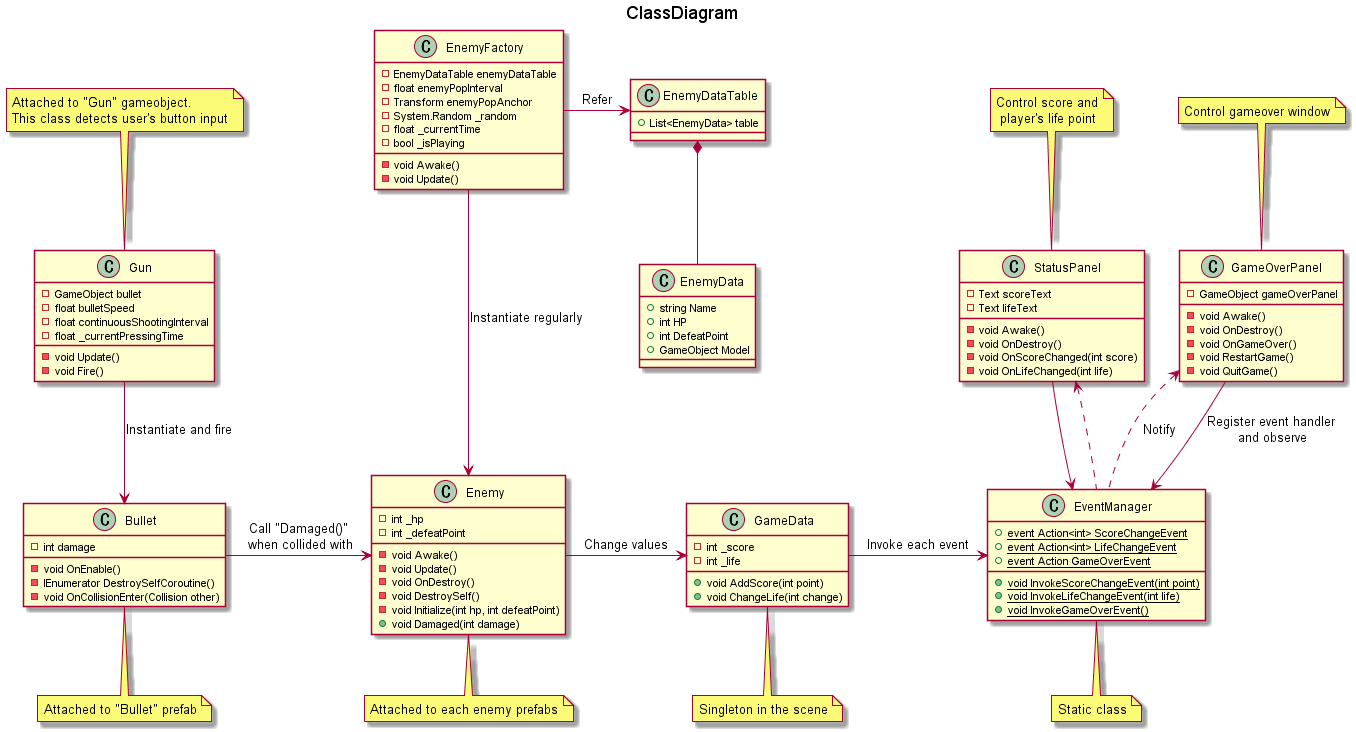 ClassDiagram
C EnemyFactory
EnemyDataTable enemyDataTable
float enemyPopInterval
Transform enemyPopAnchor
System.Random _random
float _currentTime
bool _isPlaying
void Awake()
void Update()
Refer
C EnemyDataTable
List<EnemyData> table
Attached to "Gun" gameobject.
This class detects user's button input
Control score and
player's life point
Control gameover window
C Gun
GameObject bullet
float bulletSpeed
float continuousShootingInterval
float _currentPressingTime
void Update()
void Fire()
Instantiate regularly
C EnemyData
string Name
int HP
int DefeatPoint
GameObject Model
C StatusPanel
Text scoreText
Text lifeText
void Awake()
void OnDestroy()
void OnScoreChanged(int score)
void OnLifeChanged(int life)
C GameOverPanel
GameObject gameOverPanel
void Awake()
void OnDestroy()
void OnGameOver()
void RestartGame()
void QuitGame()
Instantiate and fire
Notify
Register event handler
and observe
C Bullet
int damage
void OnEnable()
IEnumerator DestroySelfCoroutine()
void OnCollisionEnter(Collision other)
Call "Damaged()"
when collided with
C Enemy
int _hp
int _defeatPoint
void Awake()
void Update()
void OnDestroy()
void DestroySelf()
void Initialize(int hp, int defeatPoint)
void Damaged(int damage)
Change values
C GameData
int _score
int _life
void AddScore(int point)
void ChangeLife(int change)
Invoke each event
C EventManager
event Action<int> ScoreChangeEvent
event Action<int> LifeChangeEvent
event Action GameOverEvent
void InvokeScoreChangeEvent(int point)
void InvokeLifeChangeEvent(int life)
void InvokeGameOverEvent()
Attached to "Bullet" prefab
Attached to each enemy prefabs
Singleton in the scene
Static class